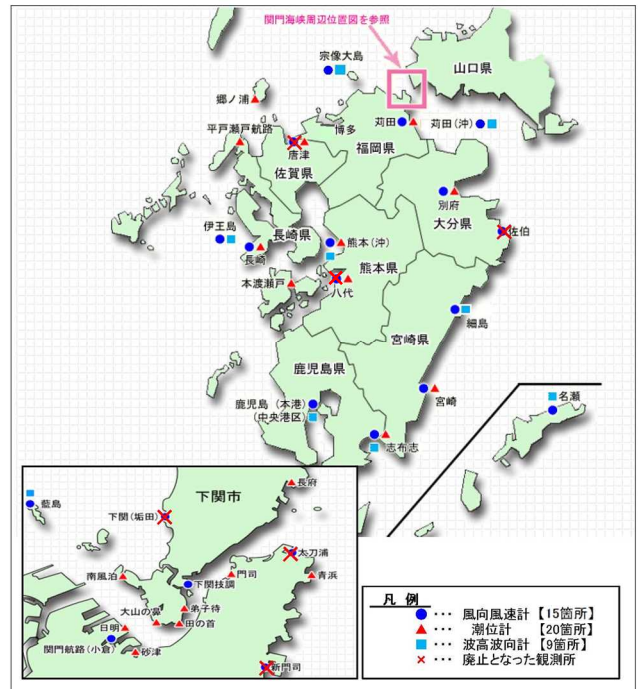 関門海峡周辺位置図を参照
宗像大島
山口県
郷ノ浦
平戸瀬戸航路
博多
苅田
苅田(沖)
唐津
福岡県
佐賀県
別府
大分県
伊王島
長崎県
長崎
熊本(沖)
佐伯
本渡瀬戸
熊本県
八代
細島
宮崎県
鹿児島県
鹿児島(本港)
(中央港区)
宮崎
志布志
名瀬
下関市
長府
藍島
下関(垢田)
太刀浦
南風泊
下関技調
門司
青浜
大山の鼻
弟子待
日明
田の首
関門航路(小倉)
砂津
新門司
凡 例
● ･･･ 風向風速計【15箇所】
▲ ･･･ 潮位計 【20箇所】
■ ･･･ 波高波向計【9箇所】
× ･･･ 廃止となった観測所